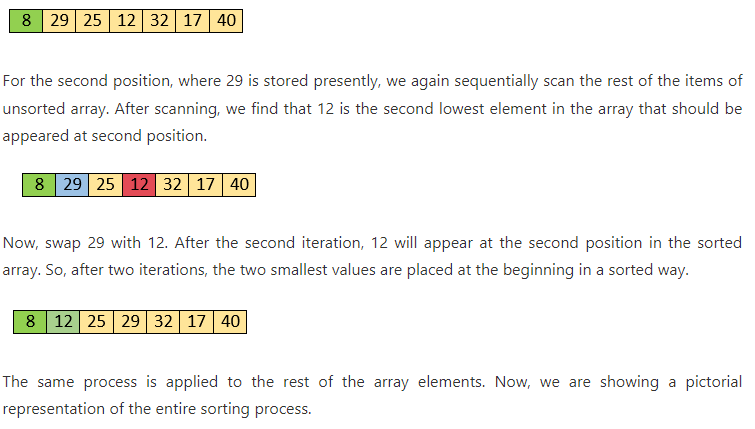 8 29 25 12 32 17 40
For the second position, where 29 is stored presently, we again sequentially scan the rest of the items of
unsorted array. After scanning, we find that 12 is the second lowest element in the array that should be
appeared at second position.
8 29 25 12 32 17 40
Now, swap 29 with 12. After the second iteration, 12 will appear at the second position in the sorted
array. So, after two iterations, the two smallest values are placed at the beginning in a sorted way.
8 12 25 29 32 17 40
The same process is applied to the rest of the array elements. Now, we are showing a pictorial
representation of the entire sorting process.